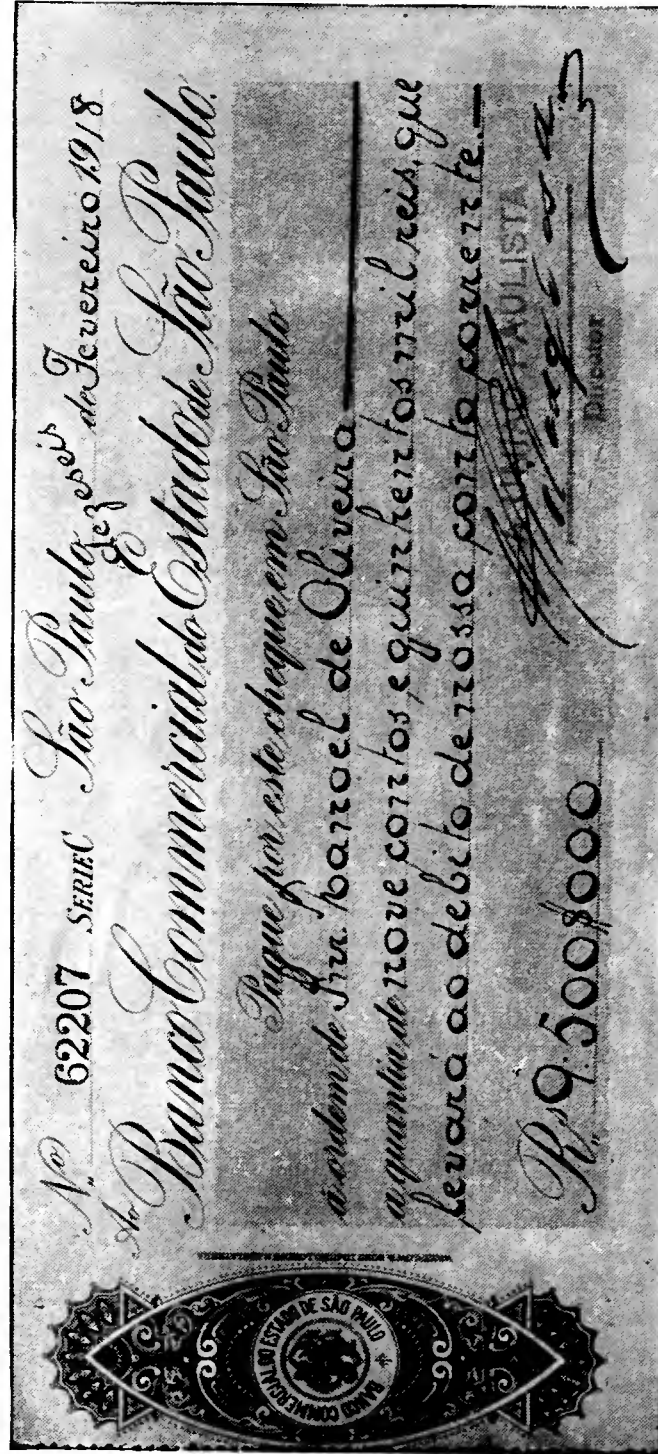 Nº 62207 SERIE C São Paulo dezeseis de Fevereiro 1918
Ao Banco Commercial do Estado de São Paulo.
Pague por este cheque em São Paulo
á ordem de Snr. Manoel de Oliveira
a quantia de nove contos, e quinhentos mil reis, que
levará ao debito de nossa conta corrente.—
Rs 9:500$000
PAULISTA
Director
BANCO COMMERCIAL DO ESTADO DE SÃO PAULO